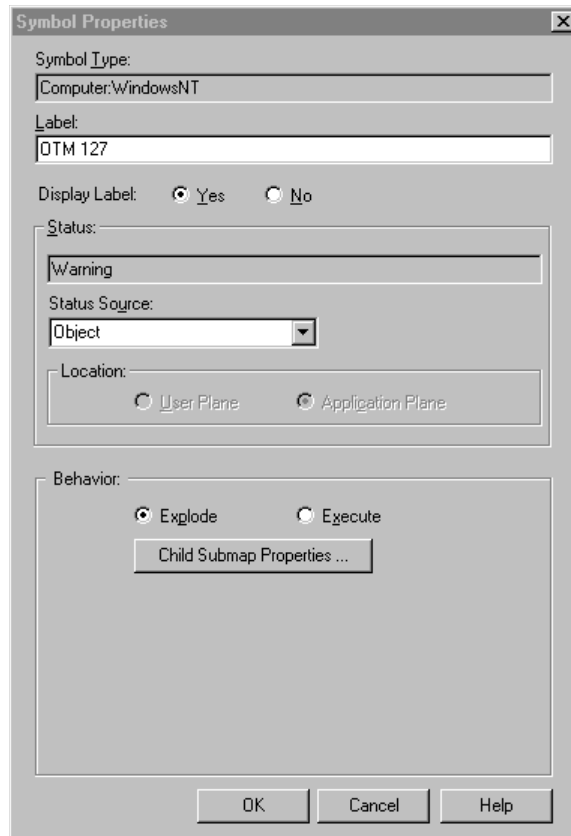 Symbol Properties
Symbol Type:
Computer:WindowsNT
Label:
OTM 127
Display Label: Yes No
Status:
Warning
Status Source:
Object
Location:
User Plane Application Plane
Behavior:
Explode Execute
Child Submap Properties ...
OK Cancel Help